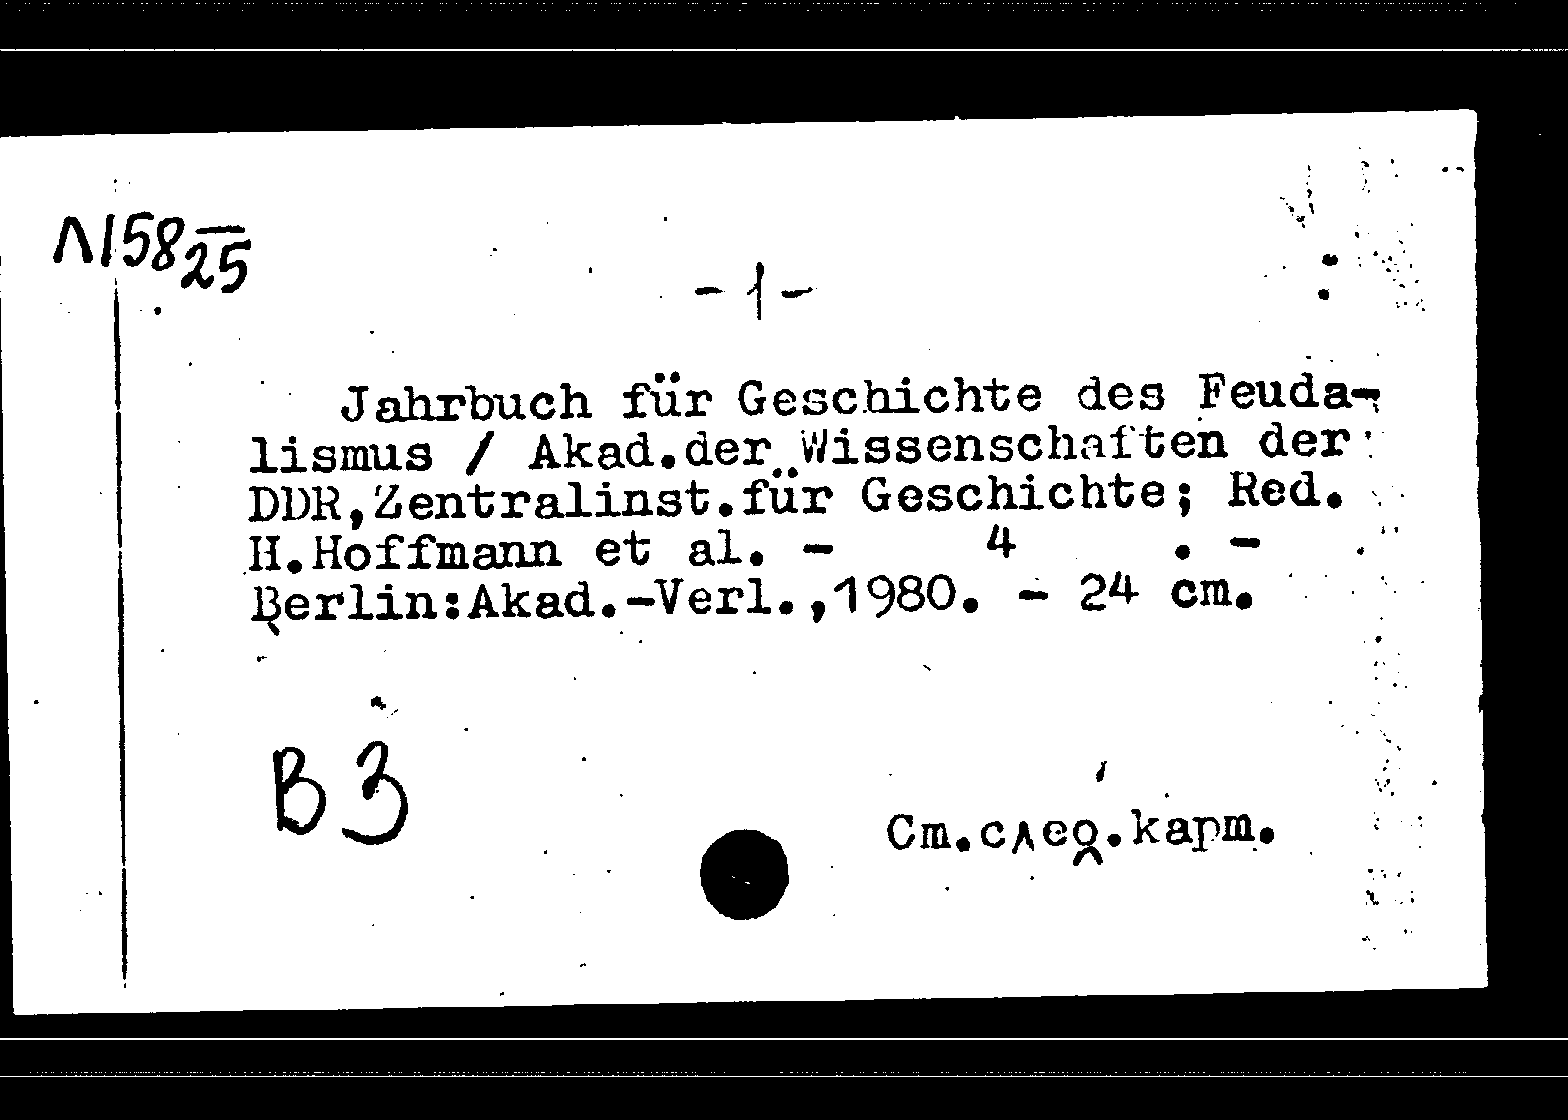 Л158 25
- 1 -
Jahrbuch für Geschichte des Feuda-
lismus / Akad.der Wissenschaften der
DDR,Zentralinst.für Geschichte; Red.
H.Hoffmann et al. - 4 . -
Berlin:Akad.-Verl.,1980. - 24 cm.
В 3
См.след.карт.